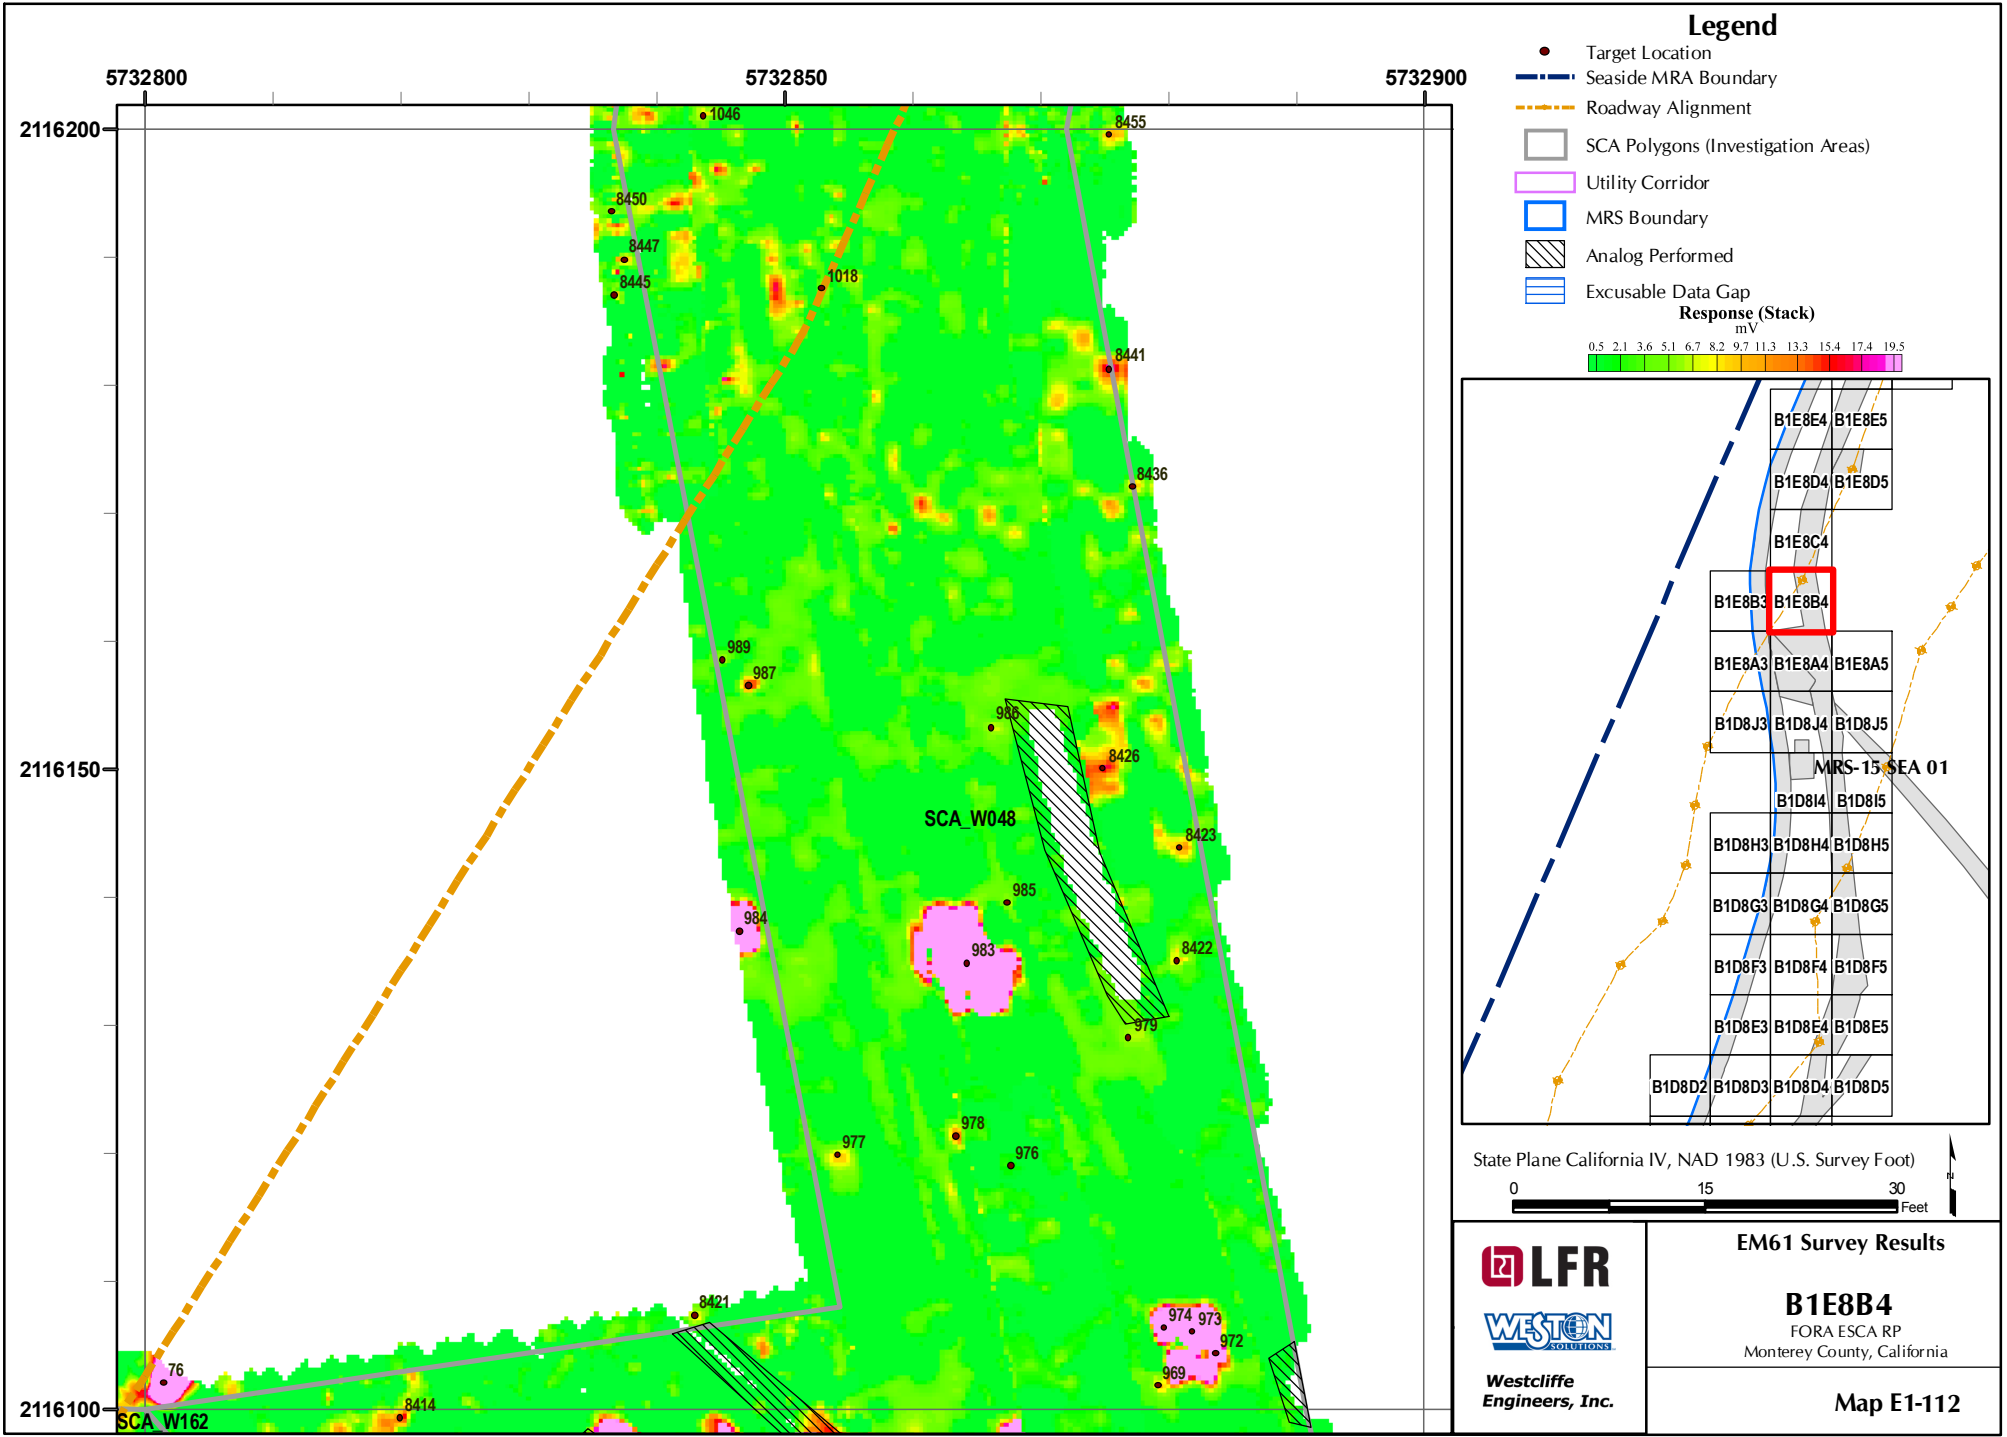 Legend
Target Location
Seaside MRA Boundary
Roadway Alignment
SCA Polygons (Investigation Areas)
Utility Corridor
MRS Boundary
Analog Performed
Excusable Data Gap
Response (Stack)
mV
0.5 2.1 3.6 5.1 6.7 8.2 9.7 11.3 13.3 15.4 17.4 19.5
5732800 5732850 5732900
2116200
2116150
2116100
1046
8455
8450
8447
8445
1018
8441
8436
989
987
986
8426
SCA_W048
8423
985
984
983
8422
979
978
977
976
8421
974
973
972
969
76
8414
SCA_W162
B1E8E4 B1E8E5
B1E8D4 B1E8D5
B1E8C4
B1E8B3 B1E8B4
B1E8A3 B1E8A4 B1E8A5
B1D8J3 B1D8J4 B1D8J5
MRS-15 SEA 01
B1D8I4 B1D8I5
B1D8H3 B1D8H4 B1D8H5
B1D8G3 B1D8G4 B1D8G5
B1D8F3 B1D8F4 B1D8F5
B1D8E3 B1D8E4 B1D8E5
B1D8D2 B1D8D3 B1D8D4 B1D8D5
State Plane California IV, NAD 1983 (U.S. Survey Foot)
0 15 30
Feet
N
LFR
WESTON
SOLUTIONS
Westcliffe
Engineers, Inc.
EM61 Survey Results
B1E8B4
FORA ESCA RP
Monterey County, California
Map E1-112